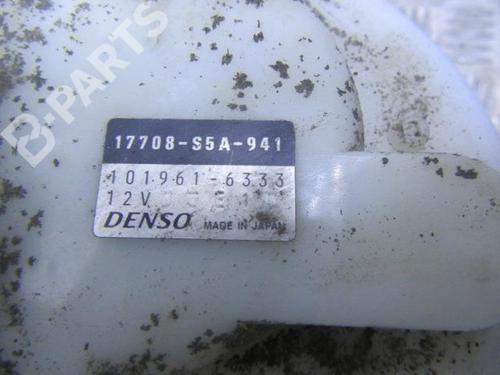 B-PARTS
17708-S5A-941
101961-6333
12V
DENSO MADE IN JAPAN